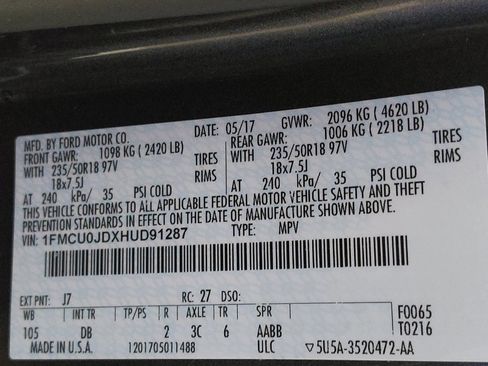 MFD. BY FORD MOTOR CO. DATE: 05/17 GVWR: 2096 KG ( 4620 LB)
FRONT GAWR: 1098 KG ( 2420 LB) REAR GAWR: 1006 KG ( 2218 LB)
WITH 235/50R18 97V TIRES WITH 235/50R18 97V TIRES
18x7.5J RIMS 18x7.5J RIMS
AT 240 kPa/ 35 PSI COLD AT 240 kPa/ 35 PSI COLD
THIS VEHICLE CONFORMS TO ALL APPLICABLE FEDERAL MOTOR VEHICLE SAFETY AND THEFT
PREVENTION STANDARDS IN EFFECT ON THE DATE OF MANUFACTURE SHOWN ABOVE.
VIN: 1FMCU0JDXHUD91287 TYPE: MPV
EXT PNT: J7 RC: 27 DSO:
WB INT TR TP/PS R AXLE TR SPR F0065
105 DB 2 3C 6 AABB T0216
MADE IN U.S.A. 1201705011488 ULC ▽5U5A-3520472-AA